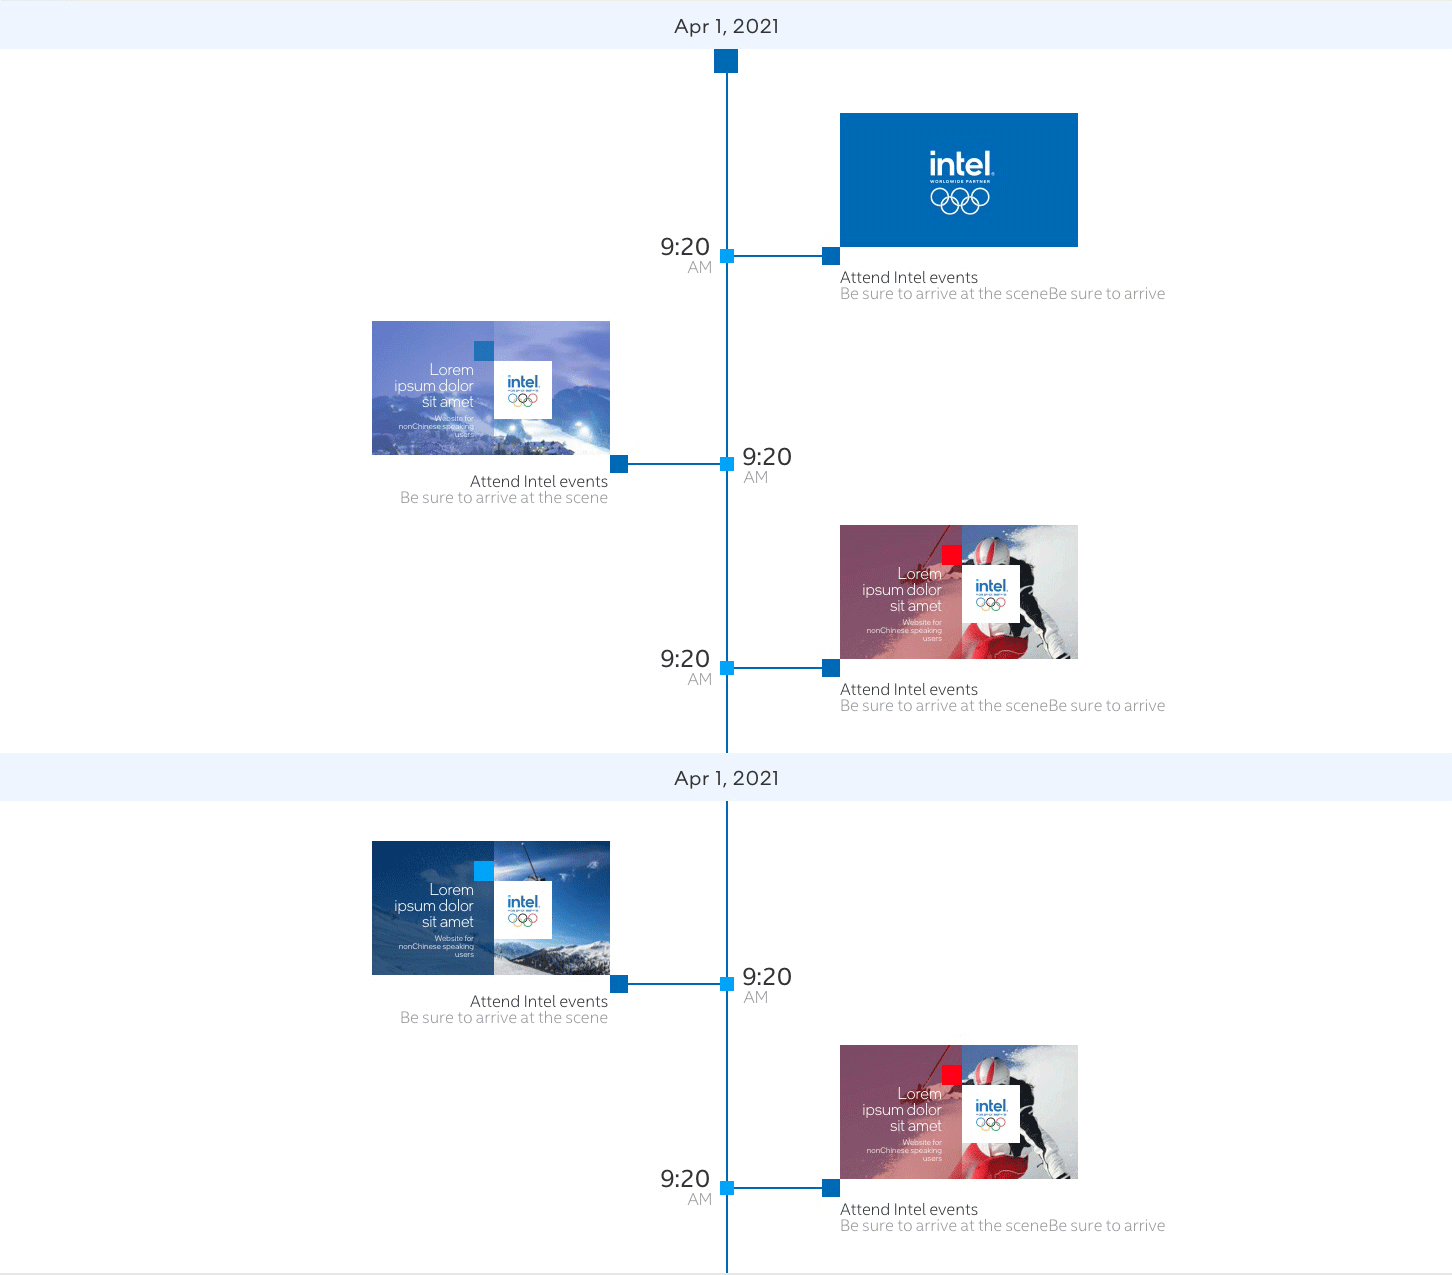 Apr 1, 2021
intel.
WORLDWIDE PARTNER
9:20
AM
Attend Intel events
Be sure to arrive at the sceneBe sure to arrive
Lorem
ipsum dolor
sit amet
Website for
nonChinese speaking
users
intel.
9:20
AM
Attend Intel events
Be sure to arrive at the scene
Lorem
ipsum dolor
sit amet
Website for
nonChinese speaking
users
intel.
9:20
AM
Attend Intel events
Be sure to arrive at the sceneBe sure to arrive
Apr 1, 2021
Lorem
ipsum dolor
sit amet
Website for
nonChinese speaking
users
intel.
9:20
AM
Attend Intel events
Be sure to arrive at the scene
Lorem
ipsum dolor
sit amet
Website for
nonChinese speaking
users
intel.
9:20
AM
Attend Intel events
Be sure to arrive at the sceneBe sure to arrive